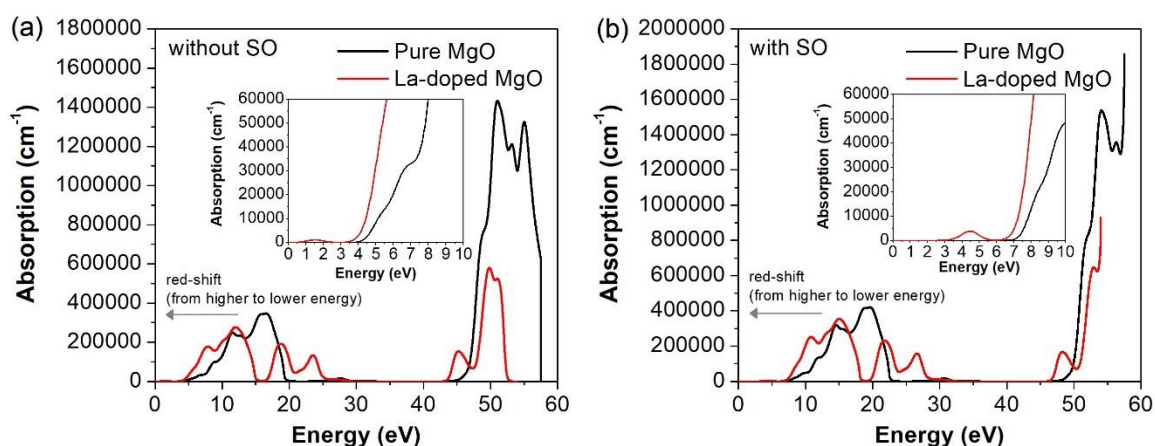 (a)
without SO
Pure MgO
La-doped MgO
Absorption (cm⁻¹)
1800000
1600000
1400000
1200000
1000000
800000
600000
400000
200000
0
0 10 20 30 40 50 60
Energy (eV)
Absorption (cm⁻¹)
60000
50000
40000
30000
20000
10000
0
0 1 2 3 4 5 6 7 8 9 10
Energy (eV)
red-shift
(from higher to lower energy)
(b)
with SO
Pure MgO
La-doped MgO
Absorption (cm⁻¹)
2000000
1800000
1600000
1400000
1200000
1000000
800000
600000
400000
200000
0
0 10 20 30 40 50 60
Energy (eV)
Absorption (cm⁻¹)
60000
50000
40000
30000
20000
10000
0
0 1 2 3 4 5 6 7 8 9 10
Energy (eV)
red-shift
(from higher to lower energy)